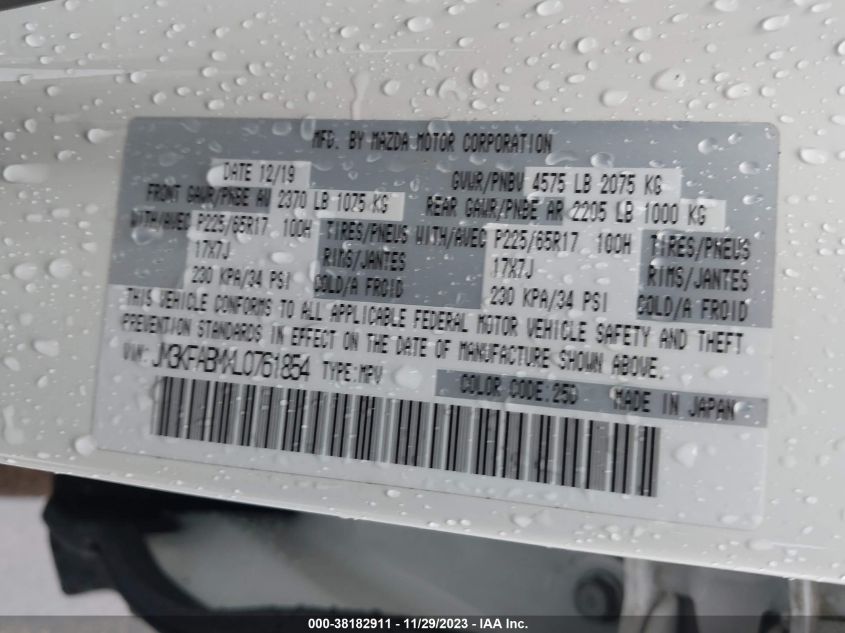 MFD. BY MAZDA MOTOR CORPORATION
DATE 12/19 GVWR/PNBV 4575 LB 2075 KG
FRONT GAWR/PNBE AV 2370 LB 1075 KG REAR GAWR/PNBE AR 2205 LB 1000 KG
WITH/AVEC P225/65R17 100H TIRES/PNEUS WITH/AVEC P225/65R17 100H TIRES/PNEUS
17X7J RIMS/JANTES 17X7J RIMS/JANTES
230 KPA/34 PSI COLD/A FROID 230 KPA/34 PSI COLD/A FROID
THIS VEHICLE CONFORMS TO ALL APPLICABLE FEDERAL MOTOR VEHICLE SAFETY AND THEFT
PREVENTION STANDARDS IN EFFECT ON THE DATE OF MANUFACTURE SHOWN ABOVE.
VIN: JM3KFABMXL0761854 TYPE:MPV COLOR CODE:25D MADE IN JAPAN
000-38182911 - 11/29/2023 - IAA Inc.